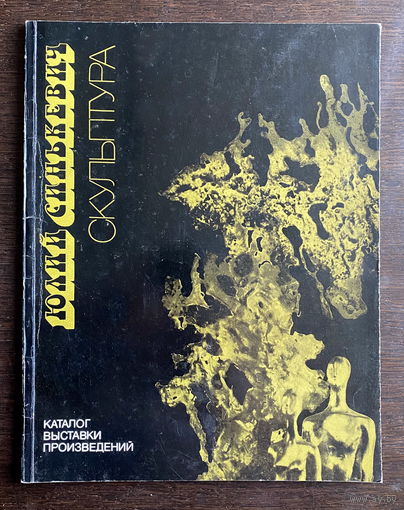 ЮЛИЙ СИНЬКЕВИЧ
СКУЛЬПТУРА
КАТАЛОГ
ВЫСТАВКИ
ПРОИЗВЕДЕНИЙ